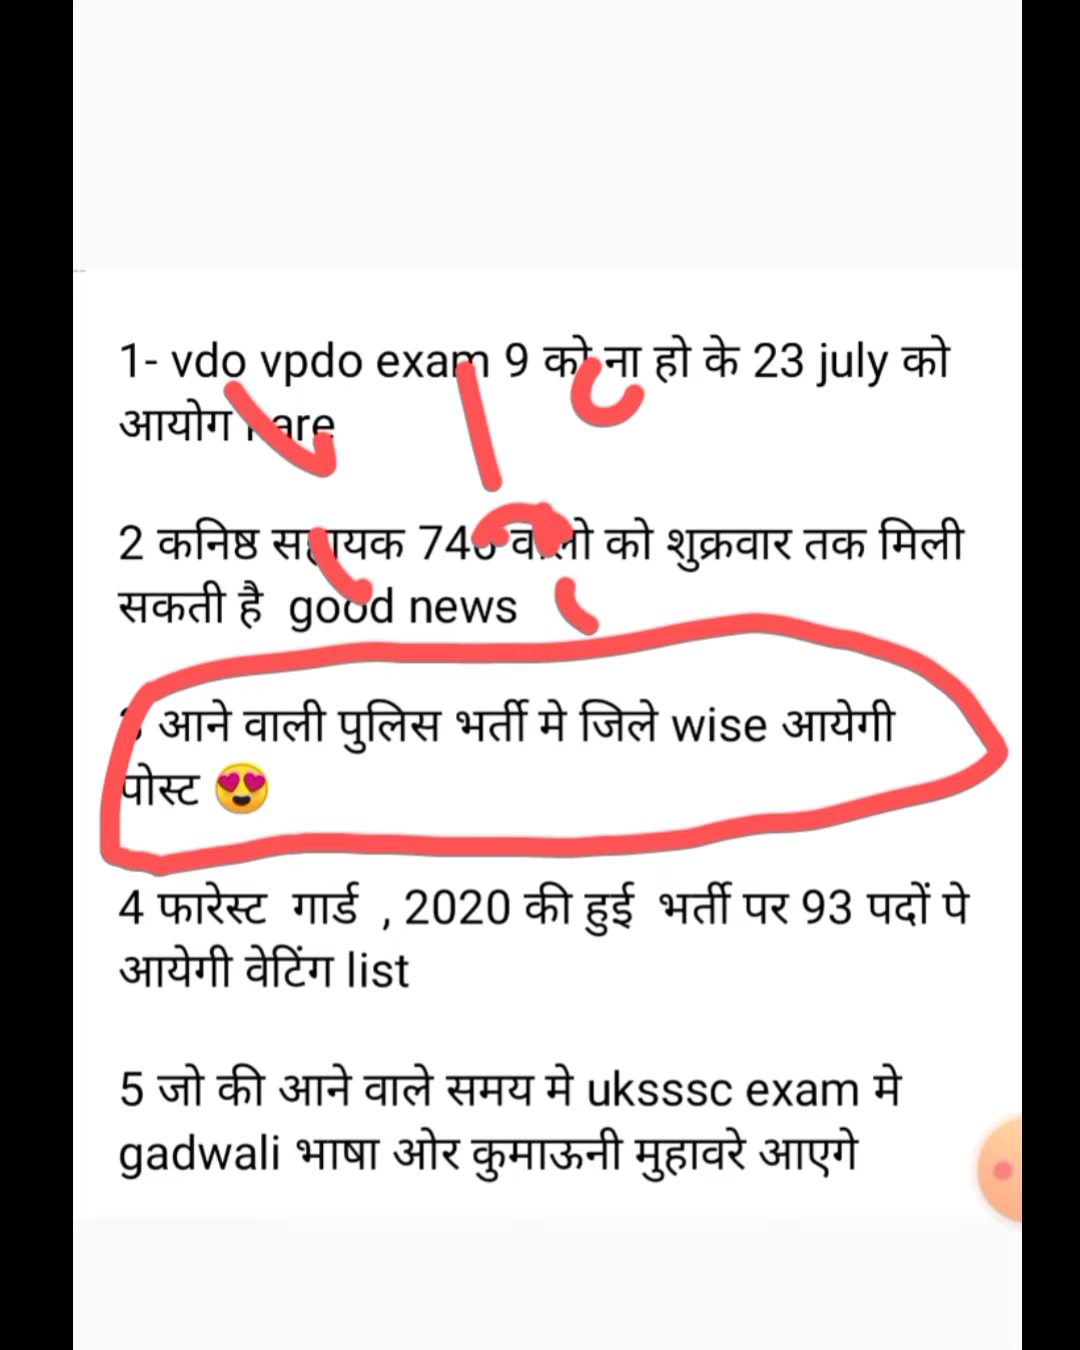 1- vdo vpdo exam 9 को ना हो के 23 july को
आयोग
2 कनिष्ठ सहायक 746 वालो को शुक्रवार तक मिली
सकती है good news
3 आने वाली पुलिस भर्ती मे जिले wise आयेगी
पोस्ट 😍
4 फारेस्ट गार्ड , 2020 की हुई भर्ती पर 93 पदों पे
आयेगी वेटिंग list
5 जो की आने वाले समय मे uksssc exam मे
gadwali भाषा ओर कुमाऊनी मुहावरे आएगे